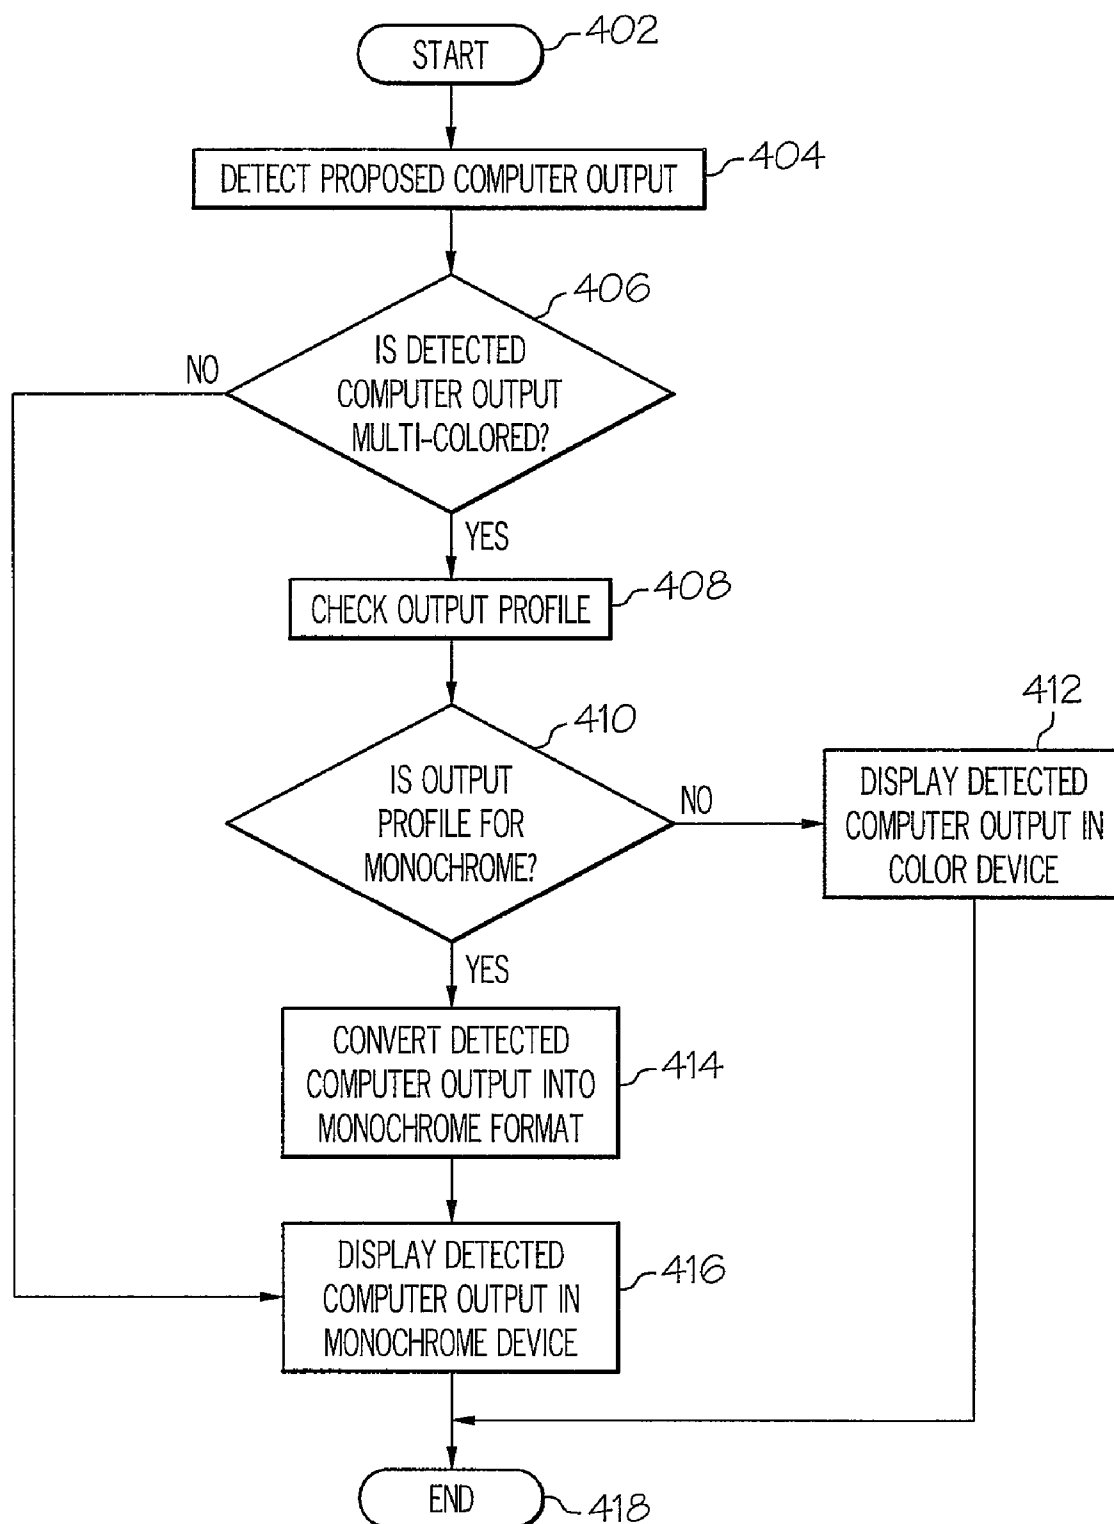 START
402
DETECT PROPOSED COMPUTER OUTPUT
404
406
IS DETECTED
COMPUTER OUTPUT
MULTI-COLORED?
NO
YES
CHECK OUTPUT PROFILE
408
410
IS OUTPUT
PROFILE FOR
MONOCHROME?
NO
412
DISPLAY DETECTED
COMPUTER OUTPUT IN
COLOR DEVICE
YES
CONVERT DETECTED
COMPUTER OUTPUT INTO
MONOCHROME FORMAT
414
DISPLAY DETECTED
COMPUTER OUTPUT IN
MONOCHROME DEVICE
416
END
418